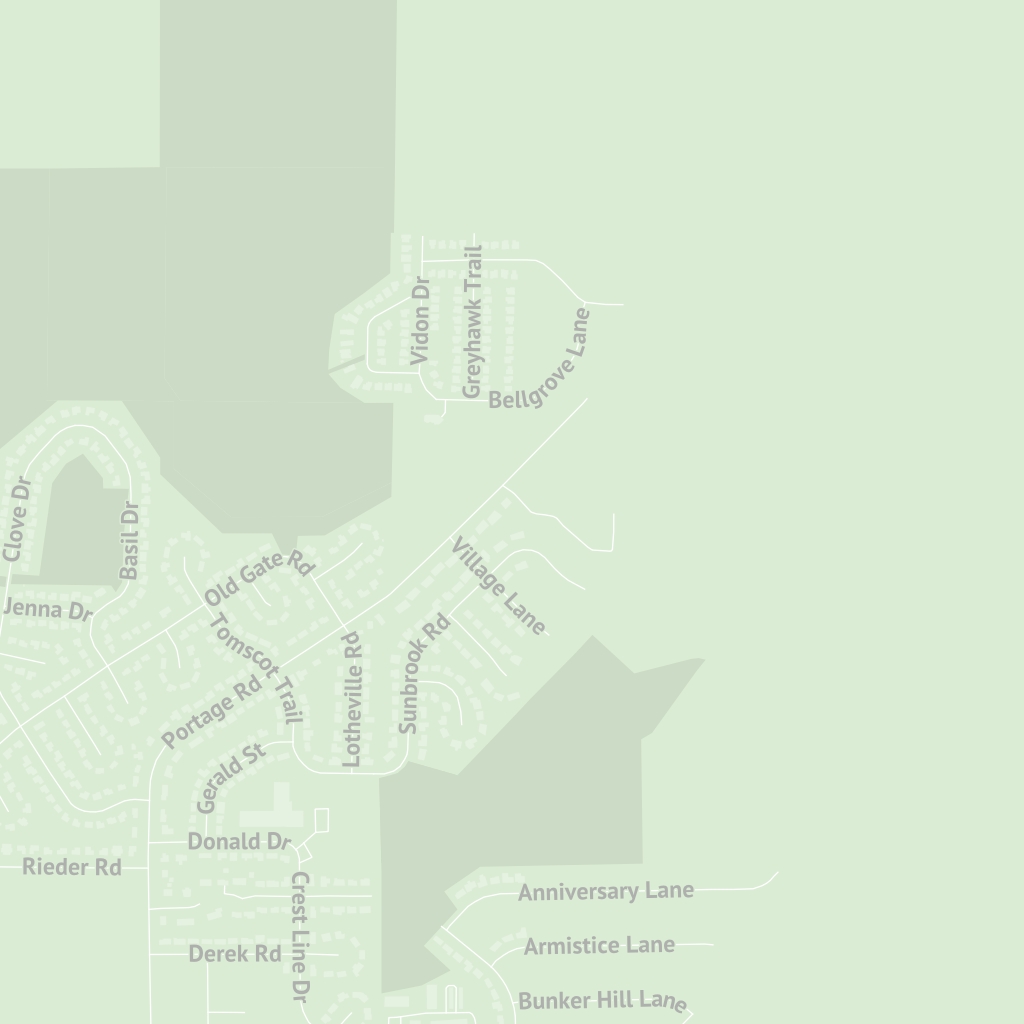 Greyhawk Trail
Vidon Dr
Bellgrove Lane
Clove Dr
Basil Dr
Old Gate Rd
Village Lane
Jenna Dr
Tomscot Trail
Sunbrook Rd
Lotheville Rd
Portage Rd
Gerald St
Donald Dr
Rieder Rd
Crest Line Dr
Anniversary Lane
Armistice Lane
Derek Rd
Bunker Hill Lane